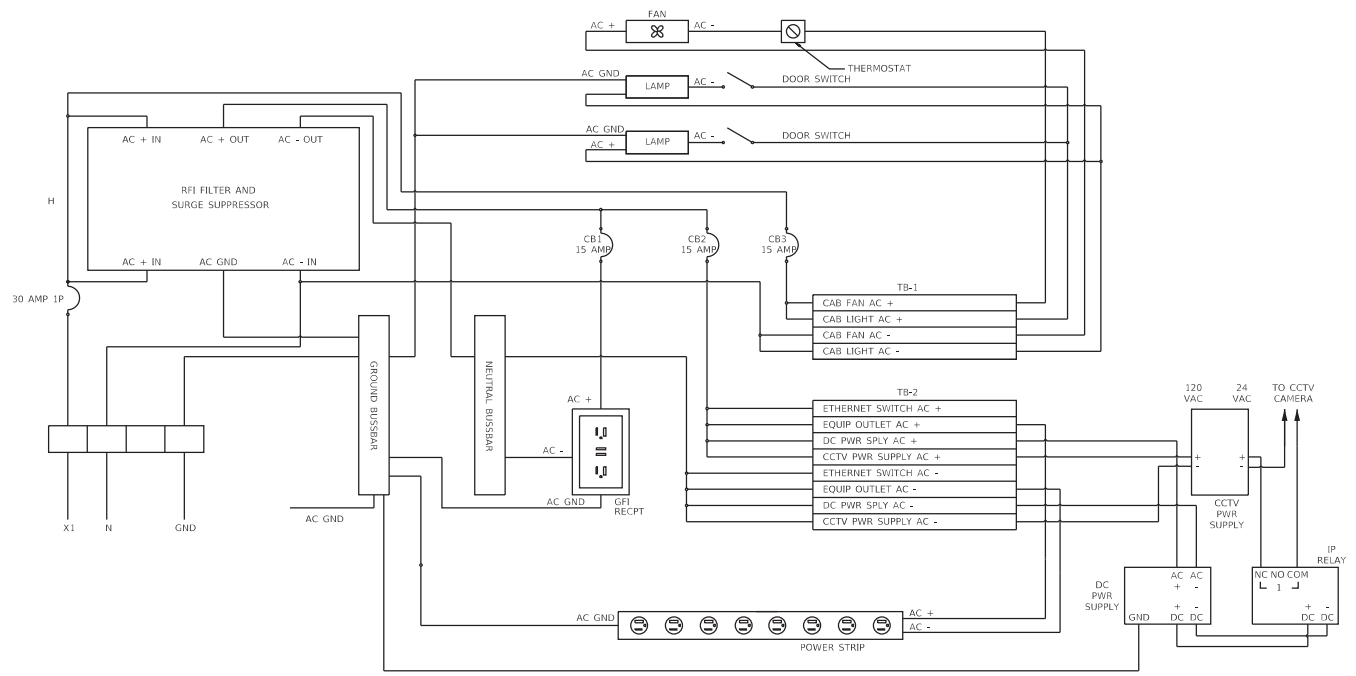 FAN
AC +
AC -
THERMOSTAT
AC GND
LAMP
AC -
DOOR SWITCH
AC GND
AC +
LAMP
AC -
DOOR SWITCH
AC + IN
AC + OUT
AC - OUT
RFI FILTER AND
SURGE SUPPRESSOR
H
AC + IN
AC GND
AC - IN
30 AMP 1P
CB1
15 AMP
CB2
15 AMP
CB3
15 AMP
TB-1
CAB FAN AC +
CAB LIGHT AC +
CAB FAN AC -
CAB LIGHT AC -
GROUND BUSSBAR
NEUTRAL BUSSBAR
AC +
AC -
AC GND
GFI
RECPT
TB-2
ETHERNET SWITCH AC +
EQUIP OUTLET AC +
DC PWR SPLY AC +
CCTV PWR SUPPLY AC +
ETHERNET SWITCH AC -
EQUIP OUTLET AC -
DC PWR SPLY AC -
CCTV PWR SUPPLY AC -
120
VAC
24
VAC
TO CCTV
CAMERA
+
-
+
-
CCTV
PWR
SUPPLY
X1
N
GND
AC GND
IP
RELAY
NC NO COM
1
+ -
DC DC
DC
PWR
SUPPLY
AC AC
+ -
+ -
GND DC DC
AC GND
AC +
AC -
POWER STRIP